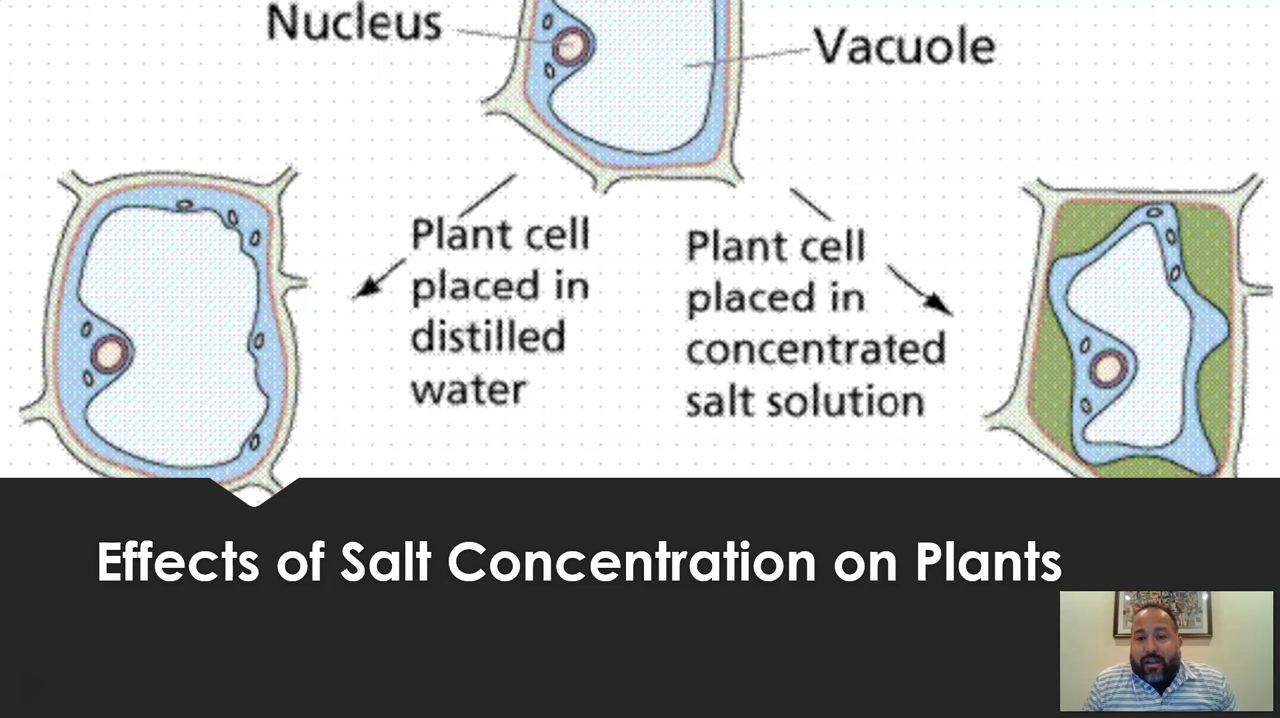 Nucleus
Vacuole
Plant cell
placed in
distilled
water
Plant cell
placed in
concentrated
salt solution
Effects of Salt Concentration on Plants